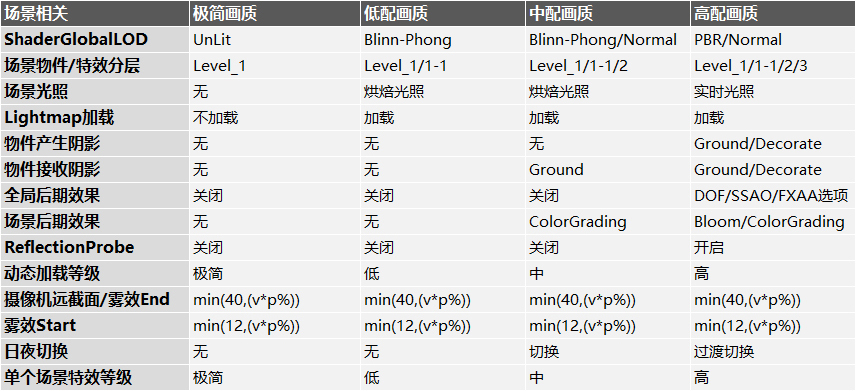 场景相关 极简画质 低配画质 中配画质 高配画质
ShaderGlobalLOD UnLit Blinn-Phong Blinn-Phong/Normal PBR/Normal
场景物件/特效分层 Level_1 Level_1/1-1 Level_1/1-1/2 Level_1/1-1/2/3
场景光照 无 烘焙光照 烘焙光照 实时光照
Lightmap加载 不加载 加载 加载 加载
物件产生阴影 无 无 无 Ground/Decorate
物件接收阴影 无 无 Ground Ground/Decorate
全局后期效果 关闭 关闭 关闭 DOF/SSAO/FXAA选项
场景后期效果 无 无 ColorGrading Bloom/ColorGrading
ReflectionProbe 关闭 关闭 关闭 开启
动态加载等级 极简 低 中 高
摄像机远截面/雾效End min(40,(v*p%)) min(40,(v*p%)) min(40,(v*p%)) min(40,(v*p%))
雾效Start min(12,(v*p%)) min(12,(v*p%)) min(12,(v*p%)) min(12,(v*p%))
日夜切换 无 无 切换 过渡切换
单个场景特效等级 极简 低 中 高